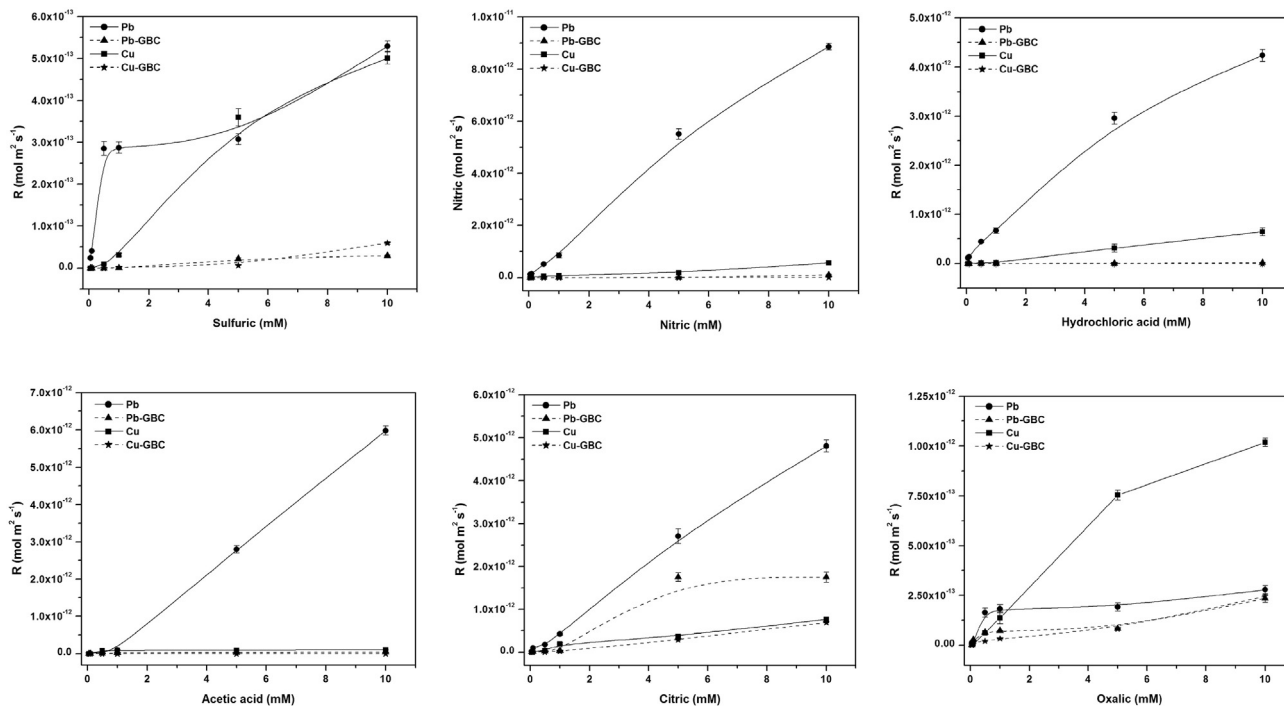 6.0x10⁻¹³
5.0x10⁻¹³
4.0x10⁻¹³
3.0x10⁻¹³
2.0x10⁻¹³
1.0x10⁻¹³
0.0
R (mol m² s⁻¹)
Pb
Pb-GBC
Cu
Cu-GBC
0 2 4 6 8 10
Sulfuric (mM)
1.0x10⁻¹¹
8.0x10⁻¹²
6.0x10⁻¹²
4.0x10⁻¹²
2.0x10⁻¹²
0.0
Nitric (mol m² s⁻¹)
Pb
Pb-GBC
Cu
Cu-GBC
0 2 4 6 8 10
Nitric (mM)
5.0x10⁻¹²
4.0x10⁻¹²
3.0x10⁻¹²
2.0x10⁻¹²
1.0x10⁻¹²
0.0
R (mol m² s⁻¹)
Pb
Pb-GBC
Cu
Cu-GBC
0 2 4 6 8 10
Hydrochloric acid (mM)
7.0x10⁻¹²
6.0x10⁻¹²
5.0x10⁻¹²
4.0x10⁻¹²
3.0x10⁻¹²
2.0x10⁻¹²
1.0x10⁻¹²
0.0
R (mol m² s⁻¹)
Pb
Pb-GBC
Cu
Cu-GBC
0 2 4 6 8 10
Acetic acid (mM)
6.0x10⁻¹²
5.0x10⁻¹²
4.0x10⁻¹²
3.0x10⁻¹²
2.0x10⁻¹²
1.0x10⁻¹²
0.0
R (mol m² s⁻¹)
Pb
Pb-GBC
Cu
Cu-GBC
0 2 4 6 8 10
Citric (mM)
1.25x10⁻¹²
1.00x10⁻¹²
7.50x10⁻¹³
5.00x10⁻¹³
2.50x10⁻¹³
0.00
R (mol m² s⁻¹)
Pb
Pb-GBC
Cu
Cu-GBC
0 2 4 6 8 10
Oxalic (mM)